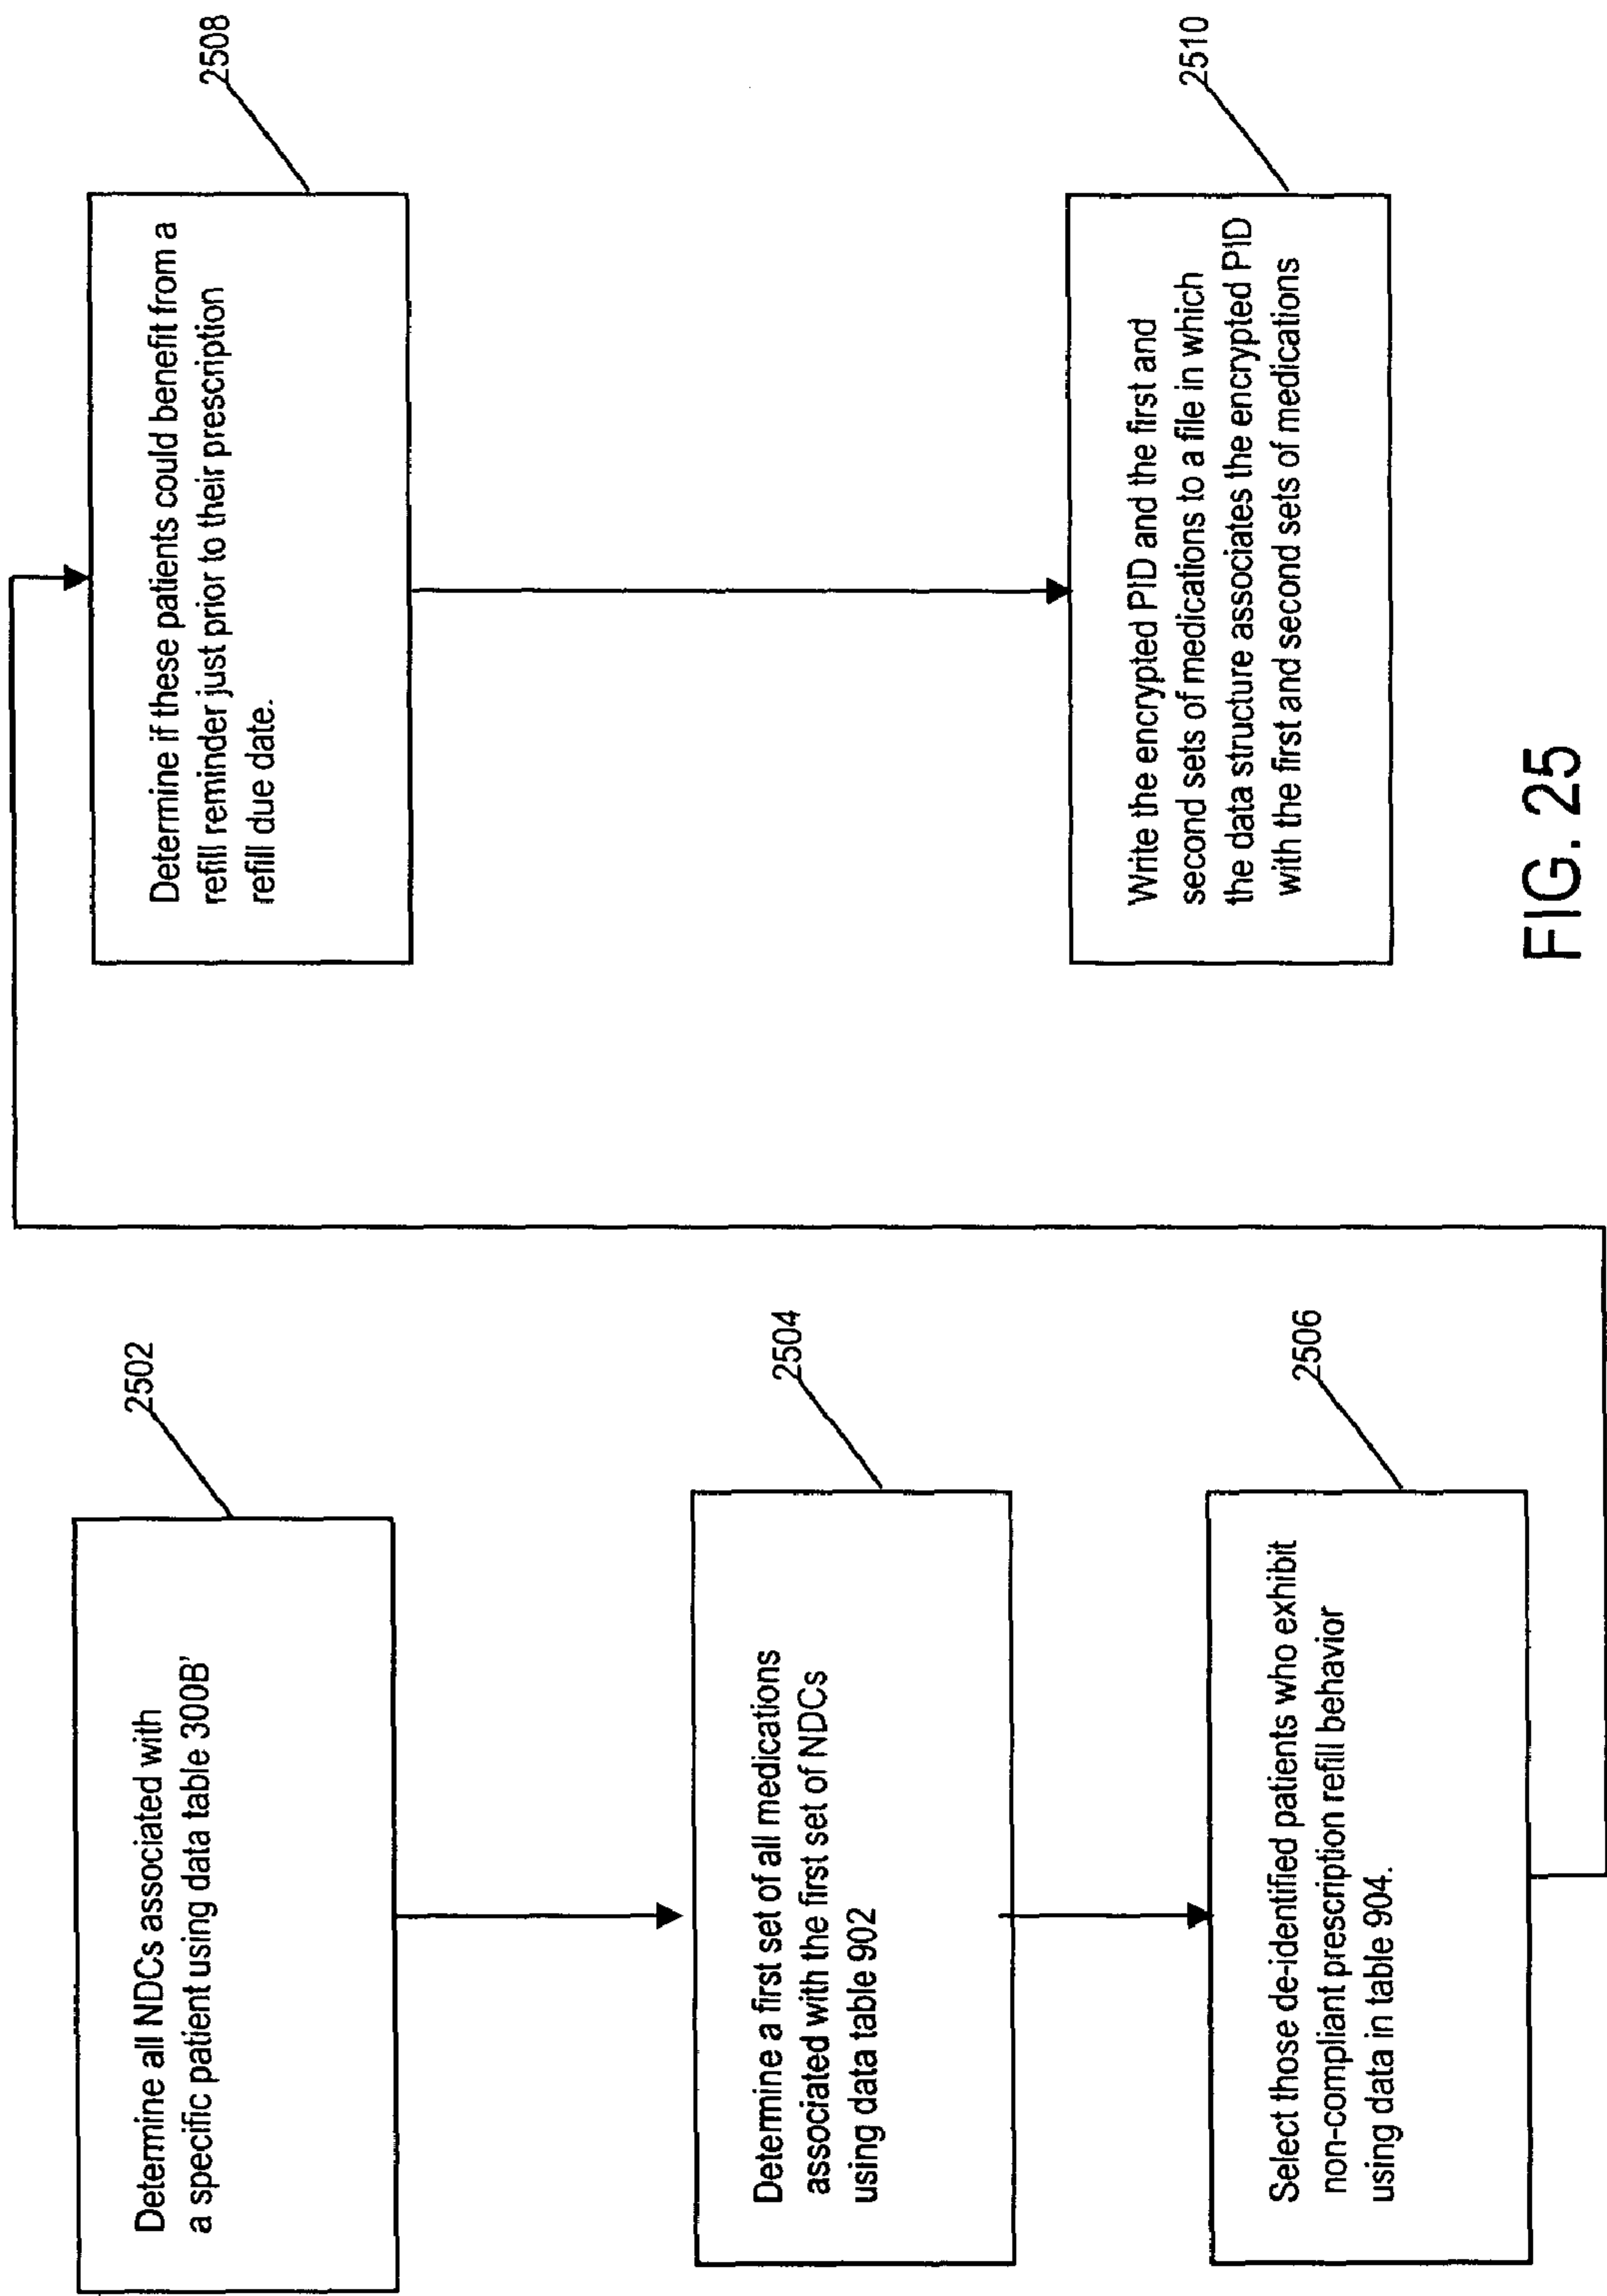 2502
Determine all NDCs associated with
a specific patient using data table 300B'
2504
Determine a first set of all medications
associated with the first set of NDCs
using data table 902
2506
Select those de-identified patients who exhibit
non-compliant prescription refill behavior
using data in table 904.
2508
Determine if these patients could benefit from a
refill reminder just prior to their prescription
refill due date.
2510
Write the encrypted PID and the first and
second sets of medications to a file in which
the data structure associates the encrypted PID
with the first and second sets of medications
FIG. 25